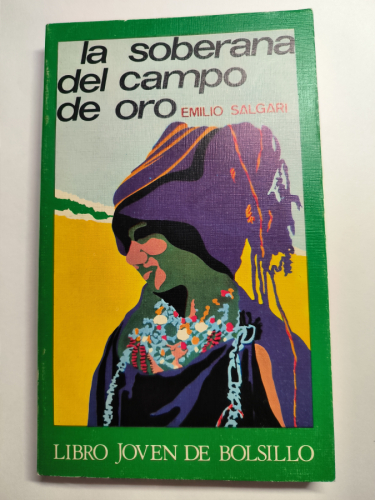 la soberana
del campo
de oro EMILIO SALGARI
LIBRO JOVEN DE BOLSILLO